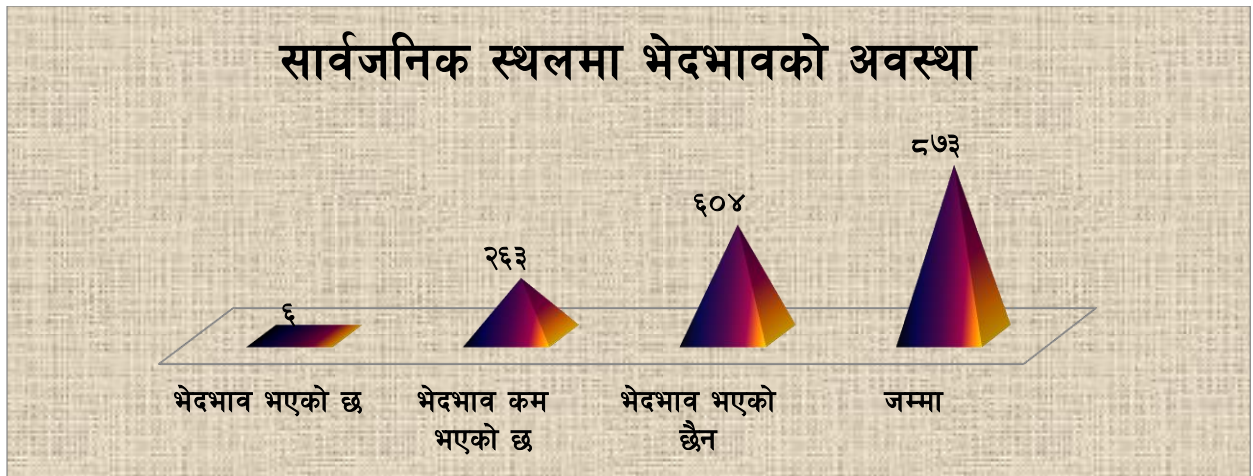 सार्वजनिक स्थलमा भेदभावको अवस्था
८७३
६०४
२६३
६
भेदभाव भएको छ
भेदभाव कम
भएको छ
भेदभाव भएको
छैन
जम्मा